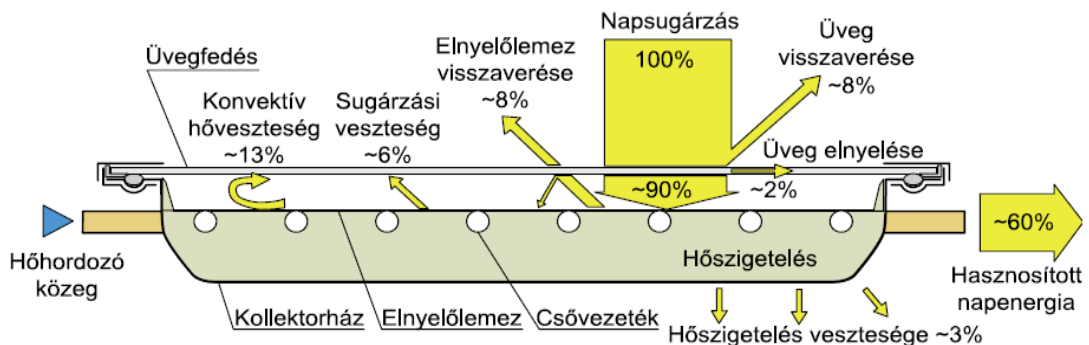 Napsugárzás
100%
Üveg
visszaverése
~8%
Elnyelőlemez
visszaverése
~8%
Üvegfedés
Konvektív
hőveszteség
~13%
Sugárzási
veszteség
~6%
Üveg elnyelése
~2%
~90%
~60%
Hőhordozó
közeg
Hőszigetelés
Hasznosított
napenergia
Kollektorház
Elnyelőlemez
Csővezeték
Hőszigetelés vesztesége ~3%